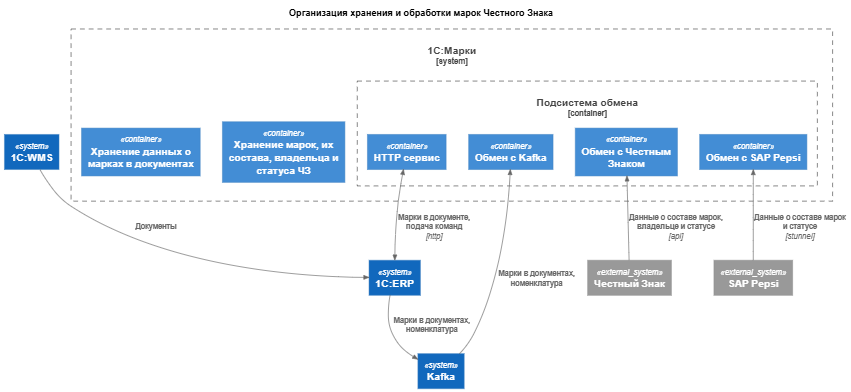 Организация хранения и обработки марок Честного Знака
1С:Марки
[system]
Подсистема обмена
[container]
«system»
1С:WMS
«container»
Хранение данных о
марках в документах
«container»
Хранение марок, их
состава, владельца и
статуса ЧЗ
«container»
HTTP сервис
«container»
Обмен с Kafka
«container»
Обмен с Честным
Знаком
«container»
Обмен с SAP Pepsi
Документы
Марки в документе,
подача команд
[http]
Данные о составе марок,
владельце и статусе
[api]
Данные о составе марок
и статусе
[stunnel]
«system»
1С:ERP
Марки в документах,
номенклатура
«external_system»
Честный Знак
«external_system»
SAP Pepsi
Марки в документах,
номенклатура
«system»
Kafka